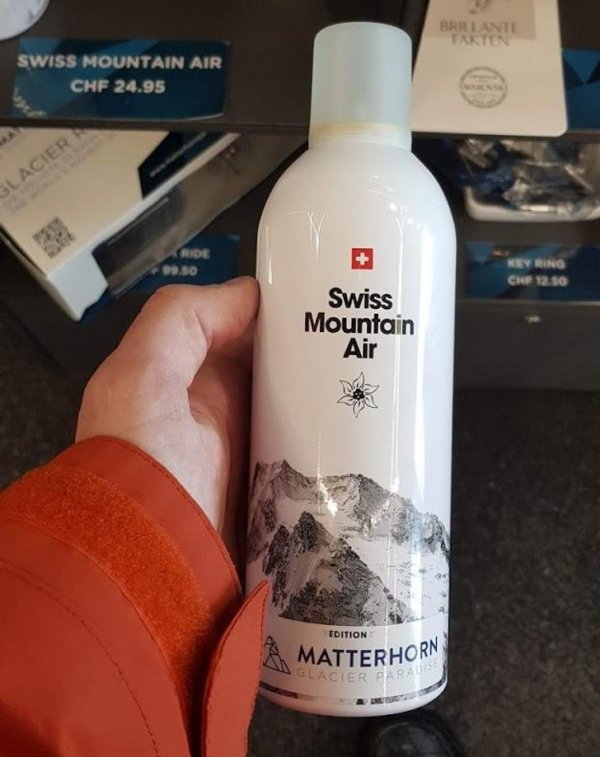 SWISS MOUNTAIN AIR
CHF 24.95
BRILLANTE
FAKTEN
GLACIER
RIDE
99.50
KEY RING
CHF 12.50
Swiss
Mountain
Air
EDITION
MATTERHORN
GLACIER PARADISE